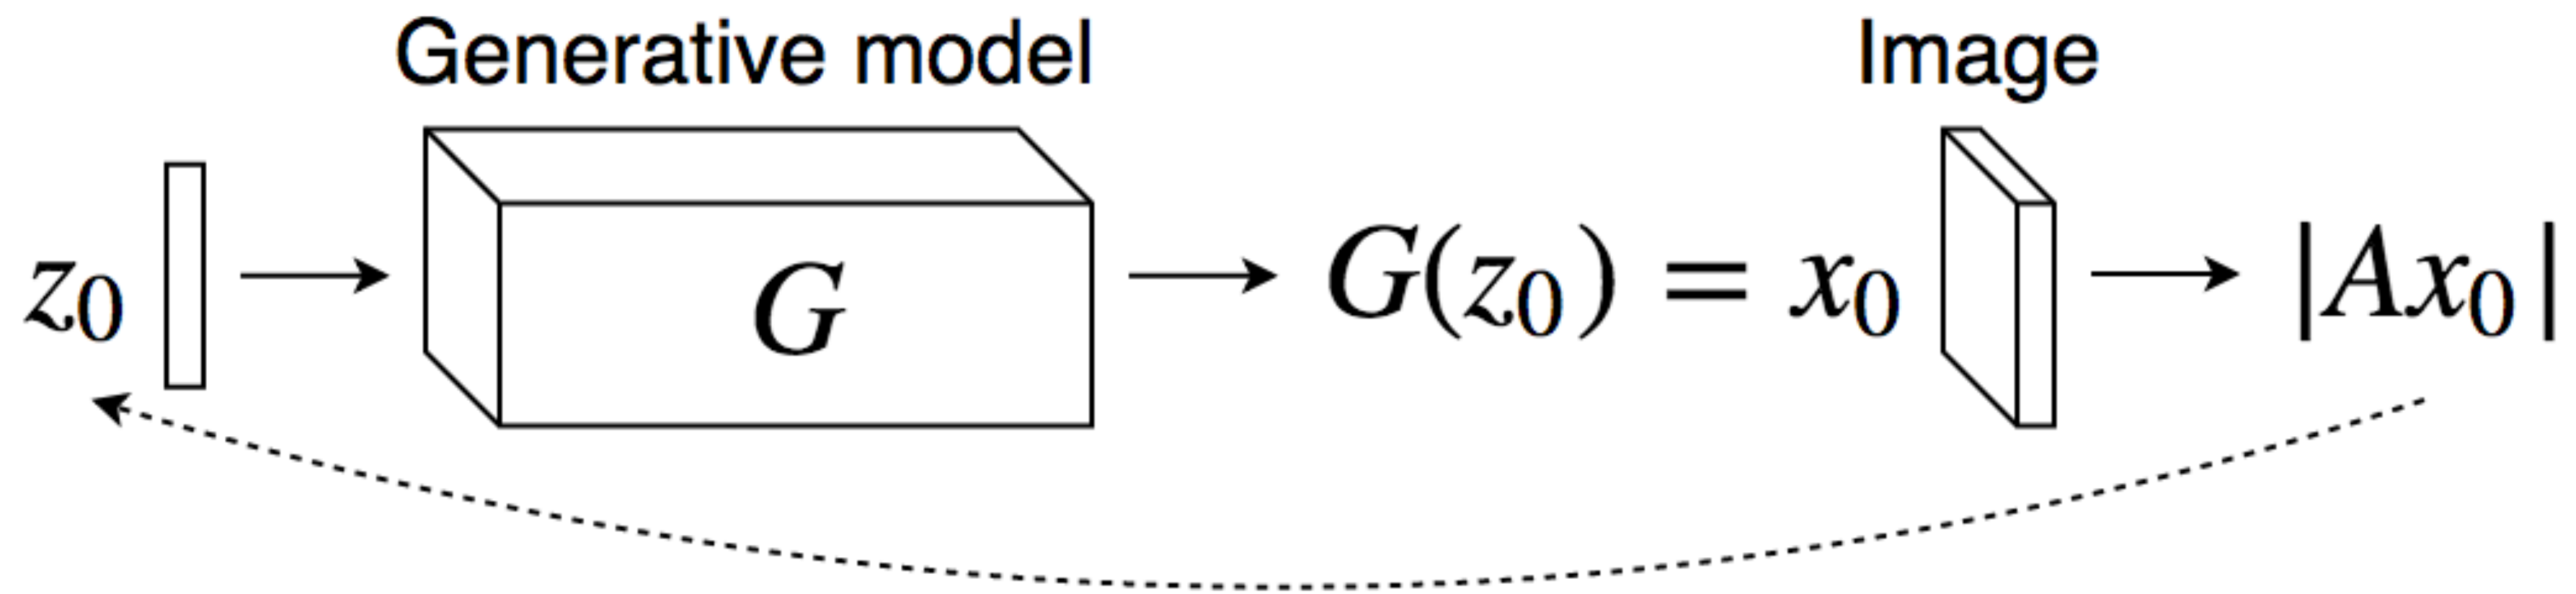 Generative model
Image
z₀
G
G(z₀) = x₀
|Ax₀|